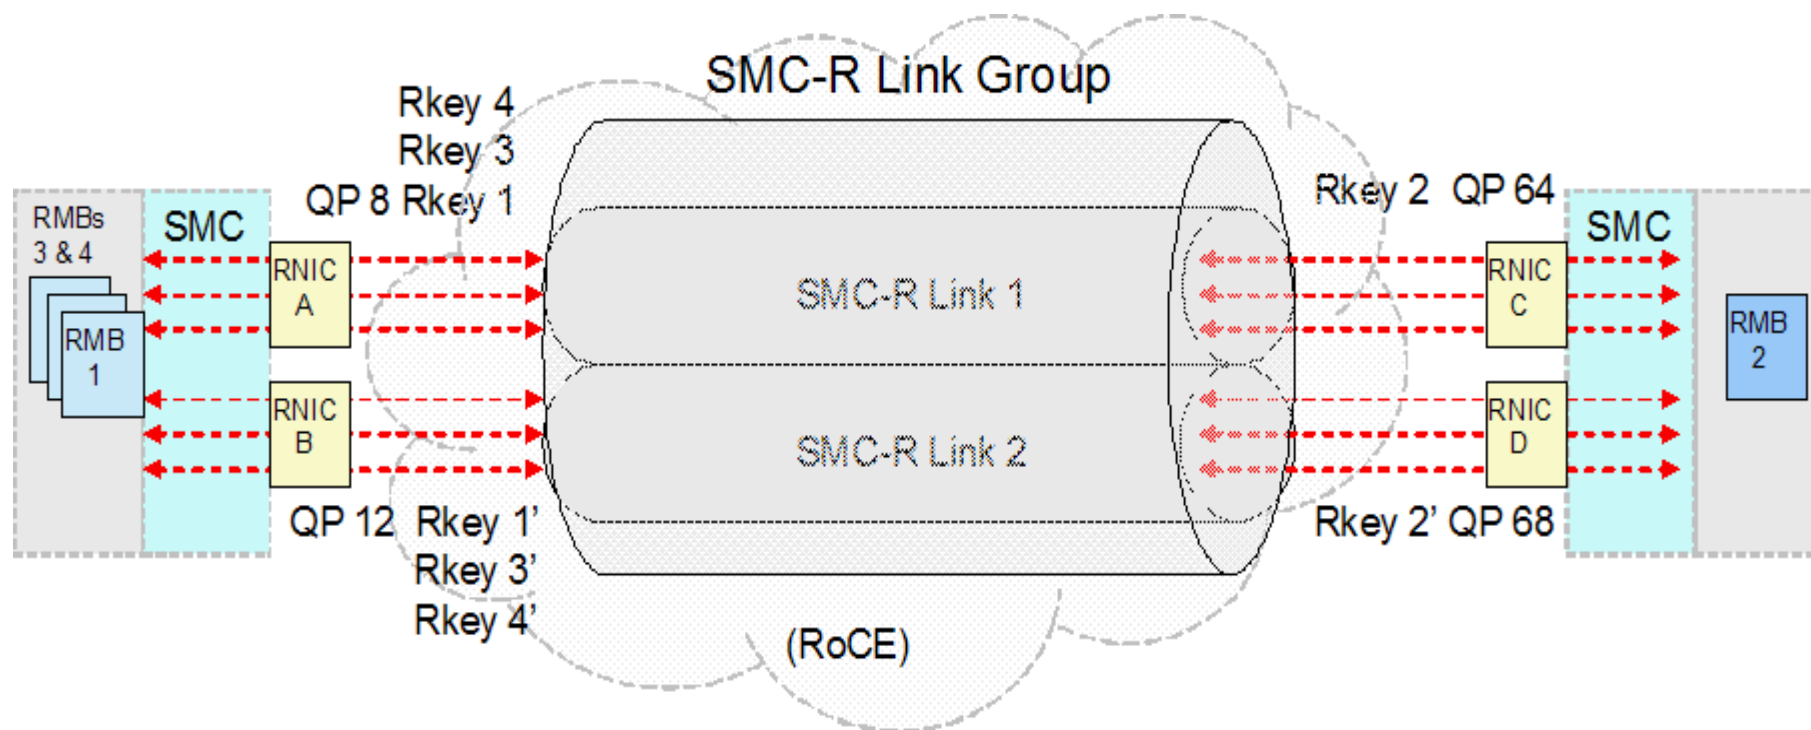 SMC-R Link Group
Rkey 4
Rkey 3
QP 8 Rkey 1
Rkey 2 QP 64
RMBs
3 & 4
SMC
RNIC
A
RMB
1
RNIC
B
SMC-R Link 1
SMC-R Link 2
SMC
RNIC
C
RMB
2
RNIC
D
QP 12 Rkey 1’
Rkey 3’
Rkey 4’
Rkey 2’ QP 68
(RoCE)